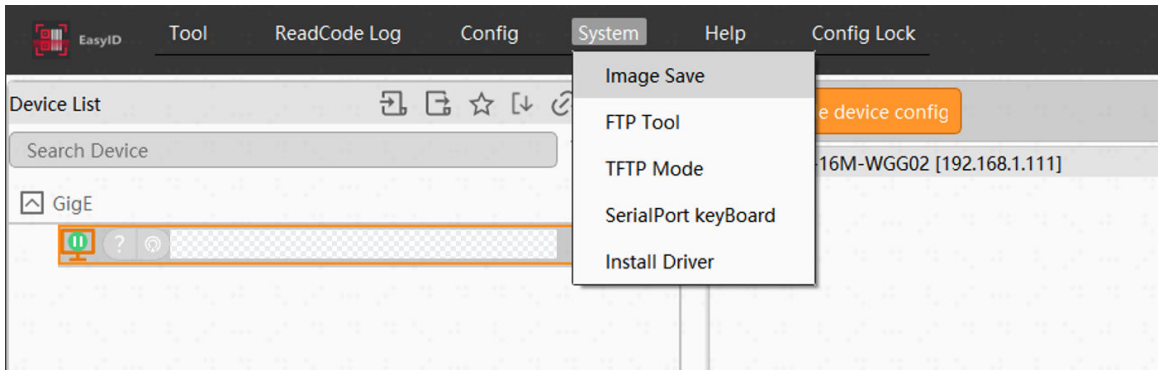 EasyID Tool ReadCode Log Config System Help Config Lock
Image Save
FTP Tool
TFTP Mode
SerialPort keyBoard
Install Driver
Device List
Search Device
GigE
?
e device config
-16M-WGG02 [192.168.1.111]